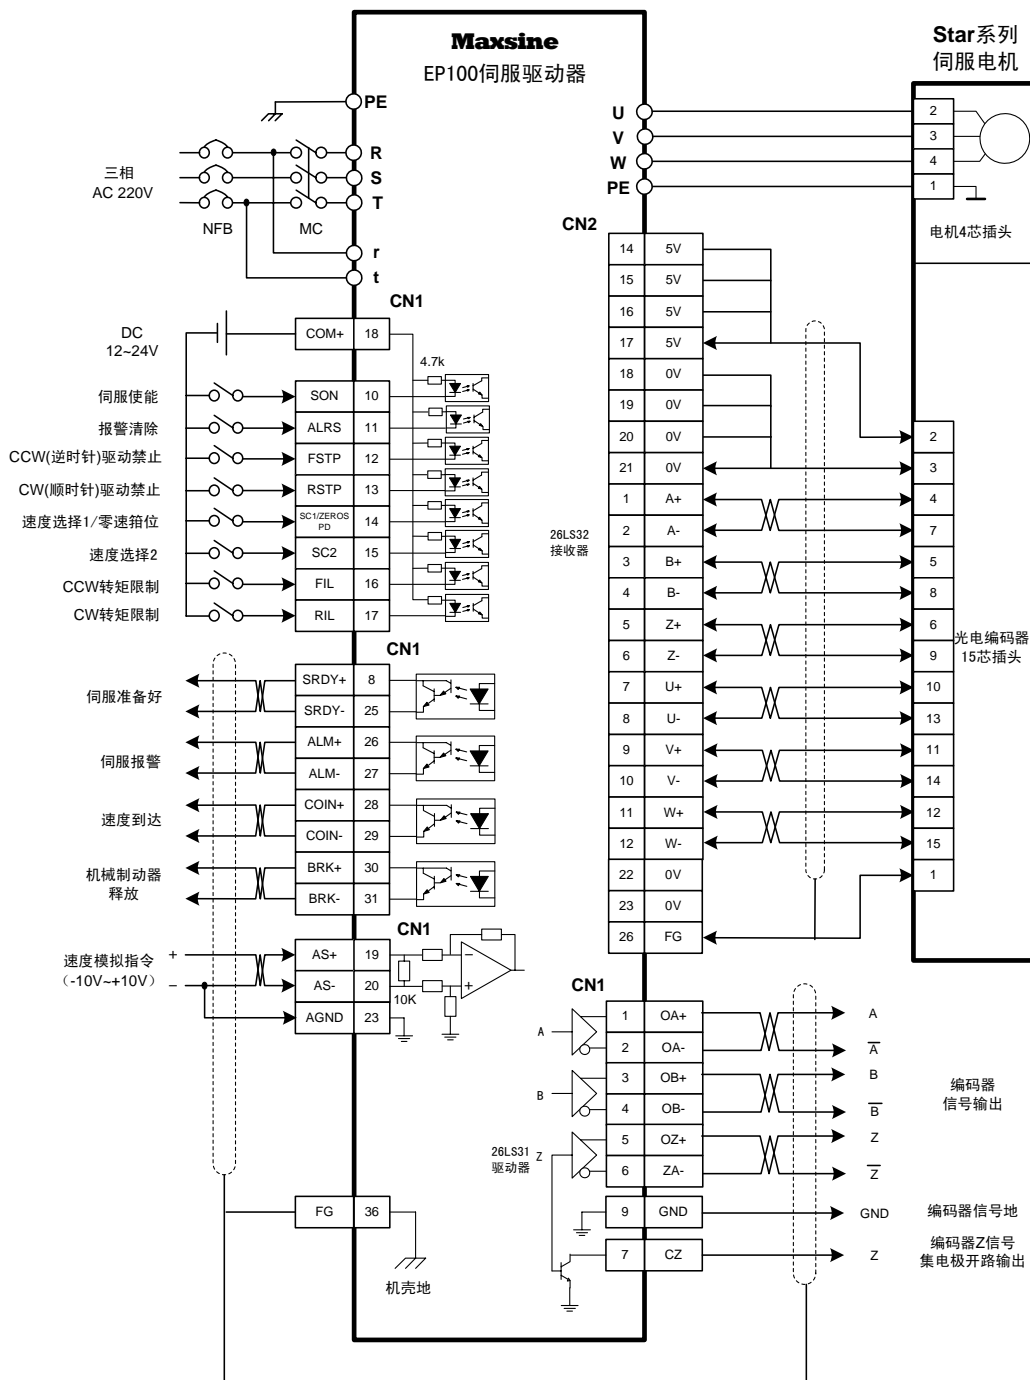 Maxsine
EP100伺服驱动器
Star系列
伺服电机
PE
三相
AC 220V
R
S
T
NFB
MC
r
t
U
V
W
PE
2
3
4
1
电机4芯插头
CN1
DC
12~24V
COM+ 18
4.7k
伺服使能 SON 10
报警清除 ALRS 11
CCW(逆时针)驱动禁止 FSTP 12
CW(顺时针)驱动禁止 RSTP 13
速度选择1/零速箝位 SC1/ZEROS
PD 14
速度选择2 SC2 15
CCW转矩限制 FIL 16
CW转矩限制 RIL 17
CN1
伺服准备好
SRDY+ 8
SRDY- 25
伺服报警
ALM+ 26
ALM- 27
速度到达
COIN+ 28
COIN- 29
机械制动器
释放
BRK+ 30
BRK- 31
CN1
速度模拟指令
(-10V~+10V)
+
−
AS+ 19
AS- 20
AGND 23
10K
−
+
FG 36
机壳地
CN2
14 5V
15 5V
16 5V
17 5V
18 0V
19 0V
20 0V
21 0V
1 A+
2 A-
3 B+
4 B-
5 Z+
6 Z-
7 U+
8 U-
9 V+
10 V-
11 W+
12 W-
22 0V
23 0V
26 FG
26LS32
接收器
2
3
4
7
5
8
6
9
10
13
11
14
12
15
1
光电编码器
15芯插头
CN1
A
1 OA+ A
2 OA- A̅
B
3 OB+ B
4 OB- B̅
26LS31
驱动器
Z
5 OZ+ Z
6 ZA- Z̅
编码器
信号输出
9 GND GND 编码器信号地
7 CZ Z
编码器Z信号
集电极开路输出